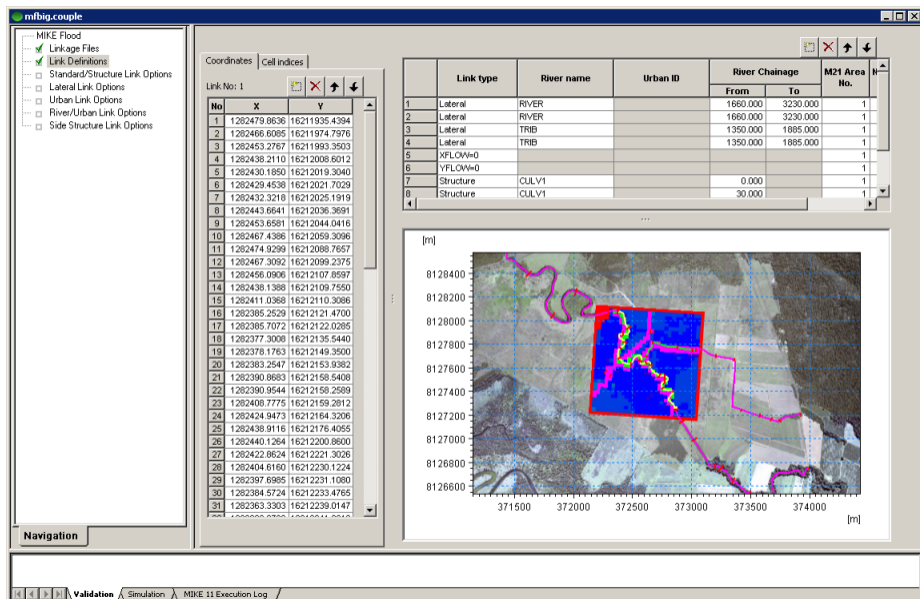 mfbig.couple
MIKE Flood
Linkage Files
Link Definitions
Standard/Structure Link Options
Lateral Link Options
Urban Link Options
River/Urban Link Options
Side Structure Link Options
Navigation
Coordinates Cell indices
Link No: 1
No X Y
1 1282479.8636 16211935.4394
2 1282466.6085 16211974.7976
3 1282453.2767 16211993.3503
4 1282438.2110 16212008.6012
5 1282430.1850 16212019.3040
6 1282429.4538 16212021.7029
7 1282432.3218 16212025.1919
8 1282443.6641 16212036.3691
9 1282453.6581 16212044.0416
10 1282467.4386 16212059.3096
11 1282474.9299 16212088.7657
12 1282467.3092 16212099.2375
13 1282456.0906 16212107.8597
14 1282438.1388 16212109.7550
15 1282411.0368 16212110.3086
16 1282385.2529 16212121.4700
17 1282385.7072 16212122.0285
18 1282377.3008 16212135.5440
19 1282378.1763 16212149.3500
20 1282383.2547 16212153.9382
21 1282390.8683 16212158.5408
22 1282390.9544 16212158.2589
23 1282408.7775 16212159.2812
24 1282424.9473 16212164.3206
25 1282438.9116 16212176.4055
26 1282440.1264 16212200.8600
27 1282422.8624 16212221.3026
28 1282404.6160 16212230.1224
29 1282397.6985 16212231.1080
30 1282384.5724 16212233.4765
31 1282363.3303 16212239.0147
Link type River name Urban ID River Chainage M21 Area No. N
From To
1 Lateral RIVER 1660.000 3230.000 1
2 Lateral RIVER 1660.000 3230.000 1
3 Lateral TRIB 1350.000 1885.000 1
4 Lateral TRIB 1350.000 1885.000 1
5 XFLOW=0 1
6 YFLOW=0 1
7 Structure CULV1 0.000 1
8 Structure CULV1 30.000 1
[m]
8128400
8128200
8128000
8127800
8127600
8127400
8127200
8127000
8126800
8126600
371500 372000 372500 373000 373500 374000
[m]
Validation Simulation MIKE 11 Execution Log